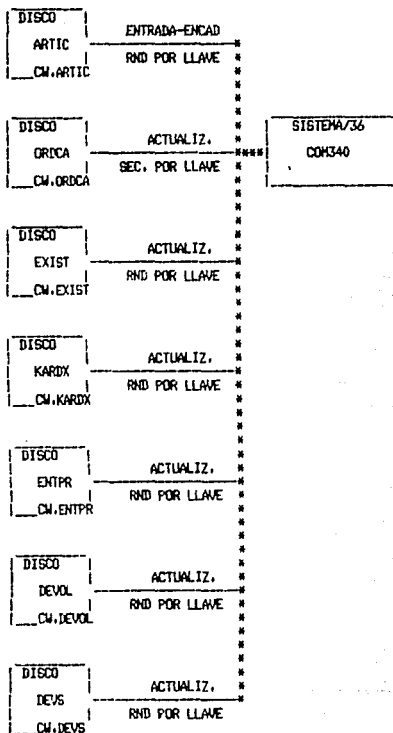 DISCO
ARTIC
CW.ARTIC
ENTRADA-ENCAD
RND POR LLAVE
DISCO
ORDCA
CW.ORDCA
ACTUALIZ.
SEC. POR LLAVE
SISTEMA/36
COM340
DISCO
EXIST
CW.EXIST
ACTUALIZ.
RND POR LLAVE
DISCO
KARDX
CW.KARDX
ACTUALIZ.
RND POR LLAVE
DISCO
ENTPR
CW.ENTPR
ACTUALIZ.
RND POR LLAVE
DISCO
DEVOL
CW.DEVOL
ACTUALIZ.
RND POR LLAVE
DISCO
DEVS
CW.DEVS
ACTUALIZ.
RND POR LLAVE